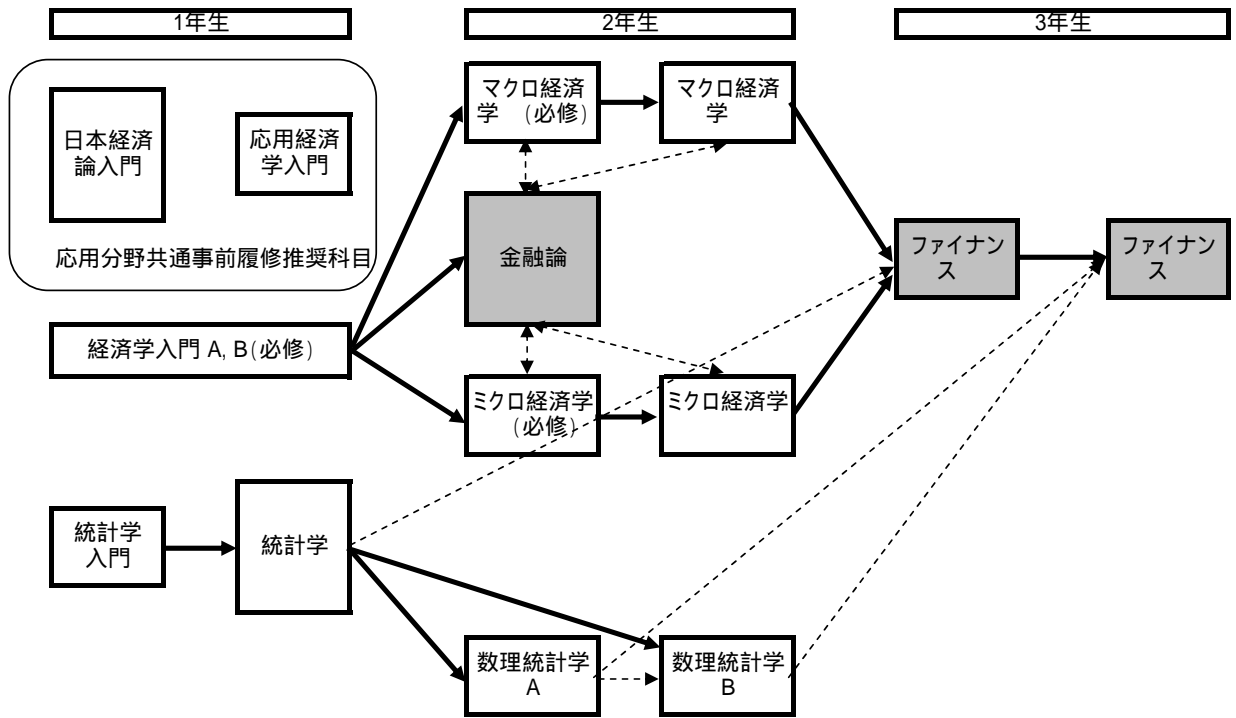 1年生
2年生
3年生
日本経済
論入門
応用経済
学入門
応用分野共通事前履修推奨科目
経済学入門 A, B(必修)
統計学
入門
統計学
マクロ経済
学 (必修)
マクロ経済
学
金融論
ミクロ経済学
(必修)
ミクロ経済学
数理統計学
A
数理統計学
B
ファイナン
ス
ファイナン
ス